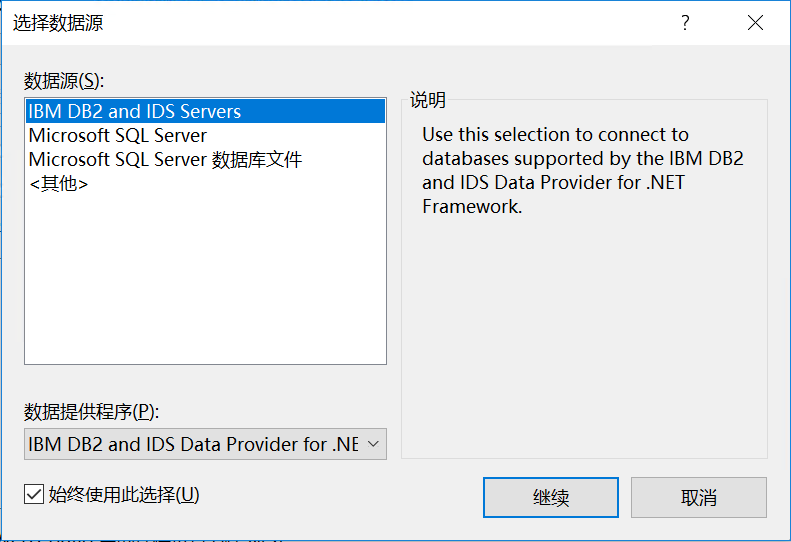 选择数据源
?
数据源(S):
IBM DB2 and IDS Servers
Microsoft SQL Server
Microsoft SQL Server 数据库文件
<其他>
说明
Use this selection to connect to
databases supported by the IBM DB2
and IDS Data Provider for .NET
Framework.
数据提供程序(P):
IBM DB2 and IDS Data Provider for .NE
始终使用此选择(U)
继续
取消